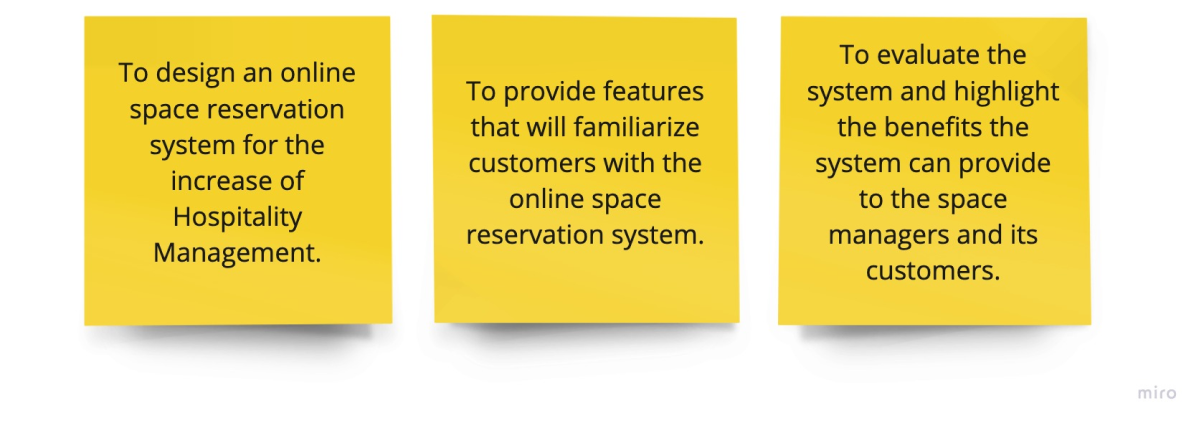 To design an online
space reservation
system for the
increase of
Hospitality
Management.
To provide features
that will familiarize
customers with the
online space
reservation system.
To evaluate the
system and highlight
the benefits the
system can provide
to the space
managers and its
customers.
miro